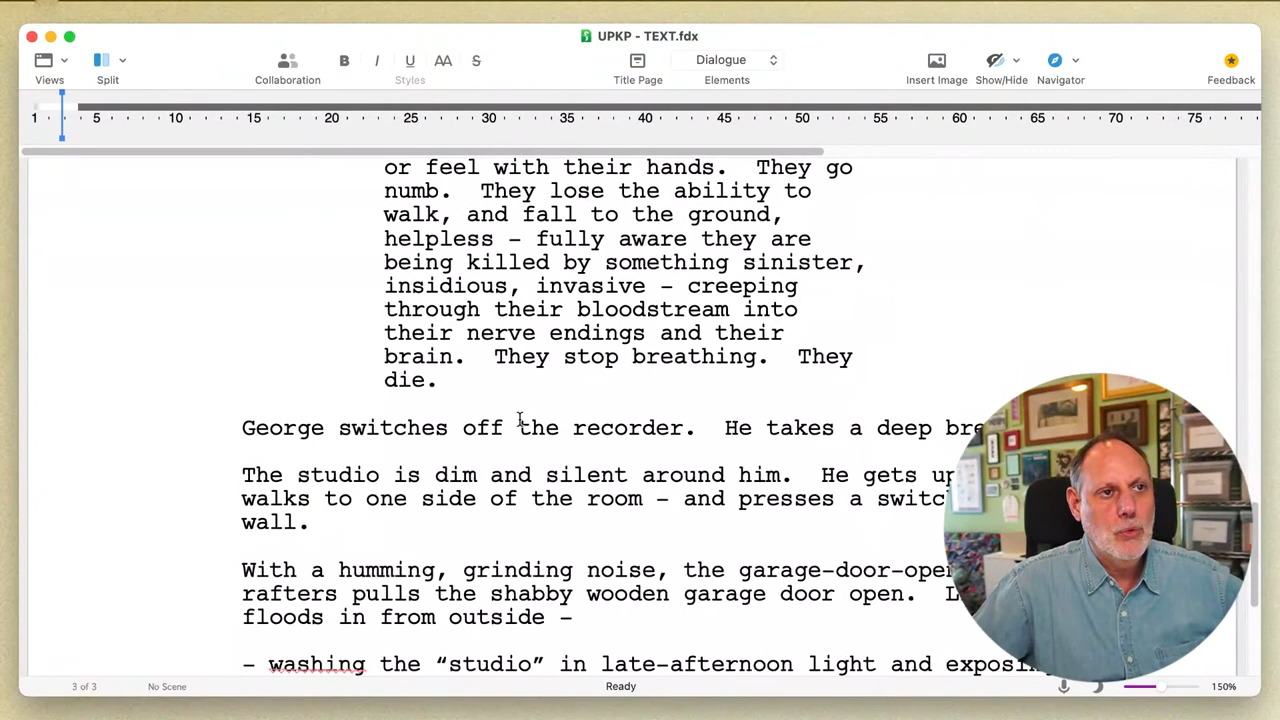 UPKP - TEXT.fdx
B I U AA S
Dialogue
Views Split Collaboration Styles Title Page Elements Insert Image Show/Hide Navigator Feedback
1 5 10 15 20 25 30 35 40 45 50 55 60 65 70 75
or feel with their hands.  They go
numb.  They lose the ability to
walk, and fall to the ground,
helpless – fully aware they are
being killed by something sinister,
insidious, invasive – creeping
through their bloodstream into
their nerve endings and their
brain.  They stop breathing.  They
die.
George switches off the recorder.  He takes a deep
The studio is dim and silent around him.  He gets up
walks to one side of the room – and presses a
wall.
With a humming, grinding noise, the
rafters pulls the shabby wooden garage door open.
floods in from outside –
– washing the “studio” in late-afternoon light and
3 of 3 No Scene Ready 150%